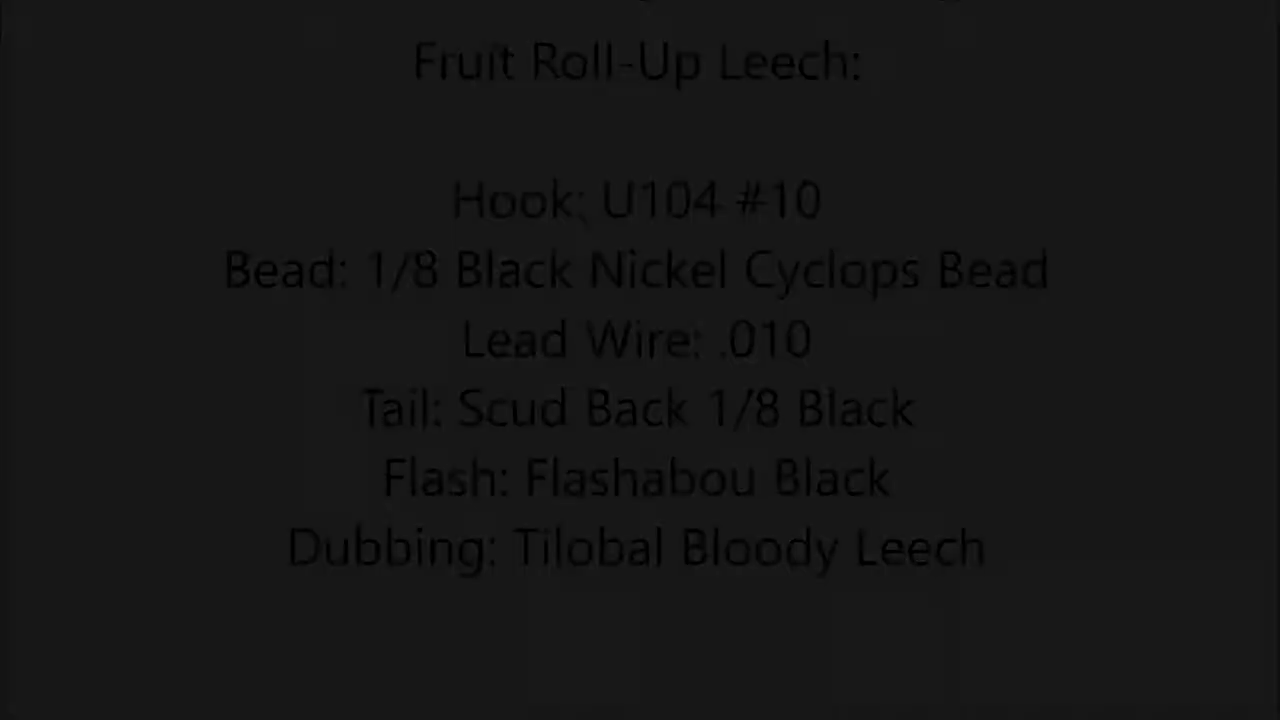 Fruit Roll-Up Leech:
Hook: U104 #10
Bead: 1/8 Black Nickel Cyclops Bead
Lead Wire: .010
Tail: Scud Back 1/8 Black
Flash: Flashabou Black
Dubbing: Tilobal Bloody Leech